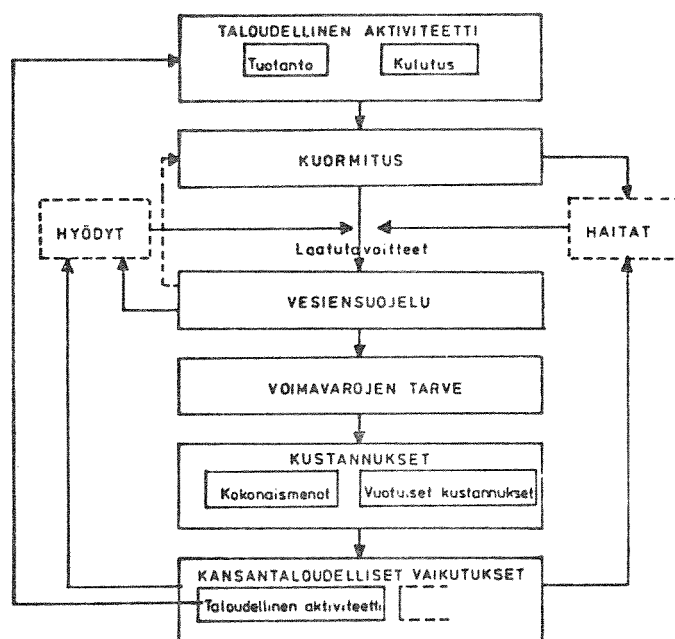 TALOUDELLINEN AKTIVITEETTI
Tuotanto
Kulutus
KUORMITUS
HYÖDYT
HAITAT
Laatutavoitteet
VESIENSUOJELU
VOIMAVAROJEN TARVE
KUSTANNUKSET
Kokonaismenot
Vuotuiset kustannukset
KANSANTALOUDELLISET VAIKUTUKSET
Taloudellinen aktiviteetti